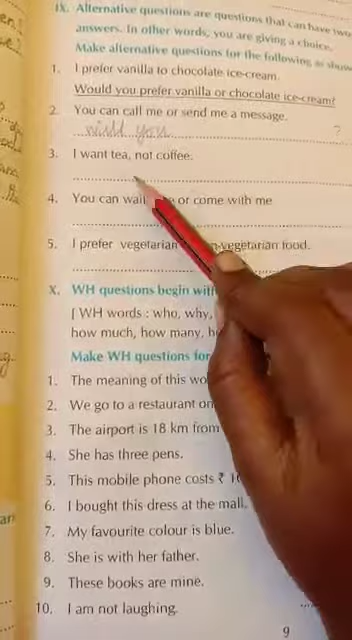 IX. Alternative questions are questions that can have two
answers. In other words, you are giving a choice.
Make alternative questions for the following as show
1. I prefer vanilla to chocolate ice-cream.
Would you prefer vanilla or chocolate ice-cream?
2. You can call me or send me a message.
will you ?
3. I want tea, not coffee.
4. You can wait or come with me
5. I prefer vegetarian -vegetarian food.
X. WH questions begin with
[ WH words : who, why,
how much, how many,
Make WH questions for
1. The meaning of this
2. We go to a restaurant on
3. The airport is 18 km from
4. She has three pens.
5. This mobile phone costs ₹
6. I bought this dress at the mall.
7. My favourite colour is blue.
8. She is with her father.
9. These books are mine.
10. I am not laughing.
9